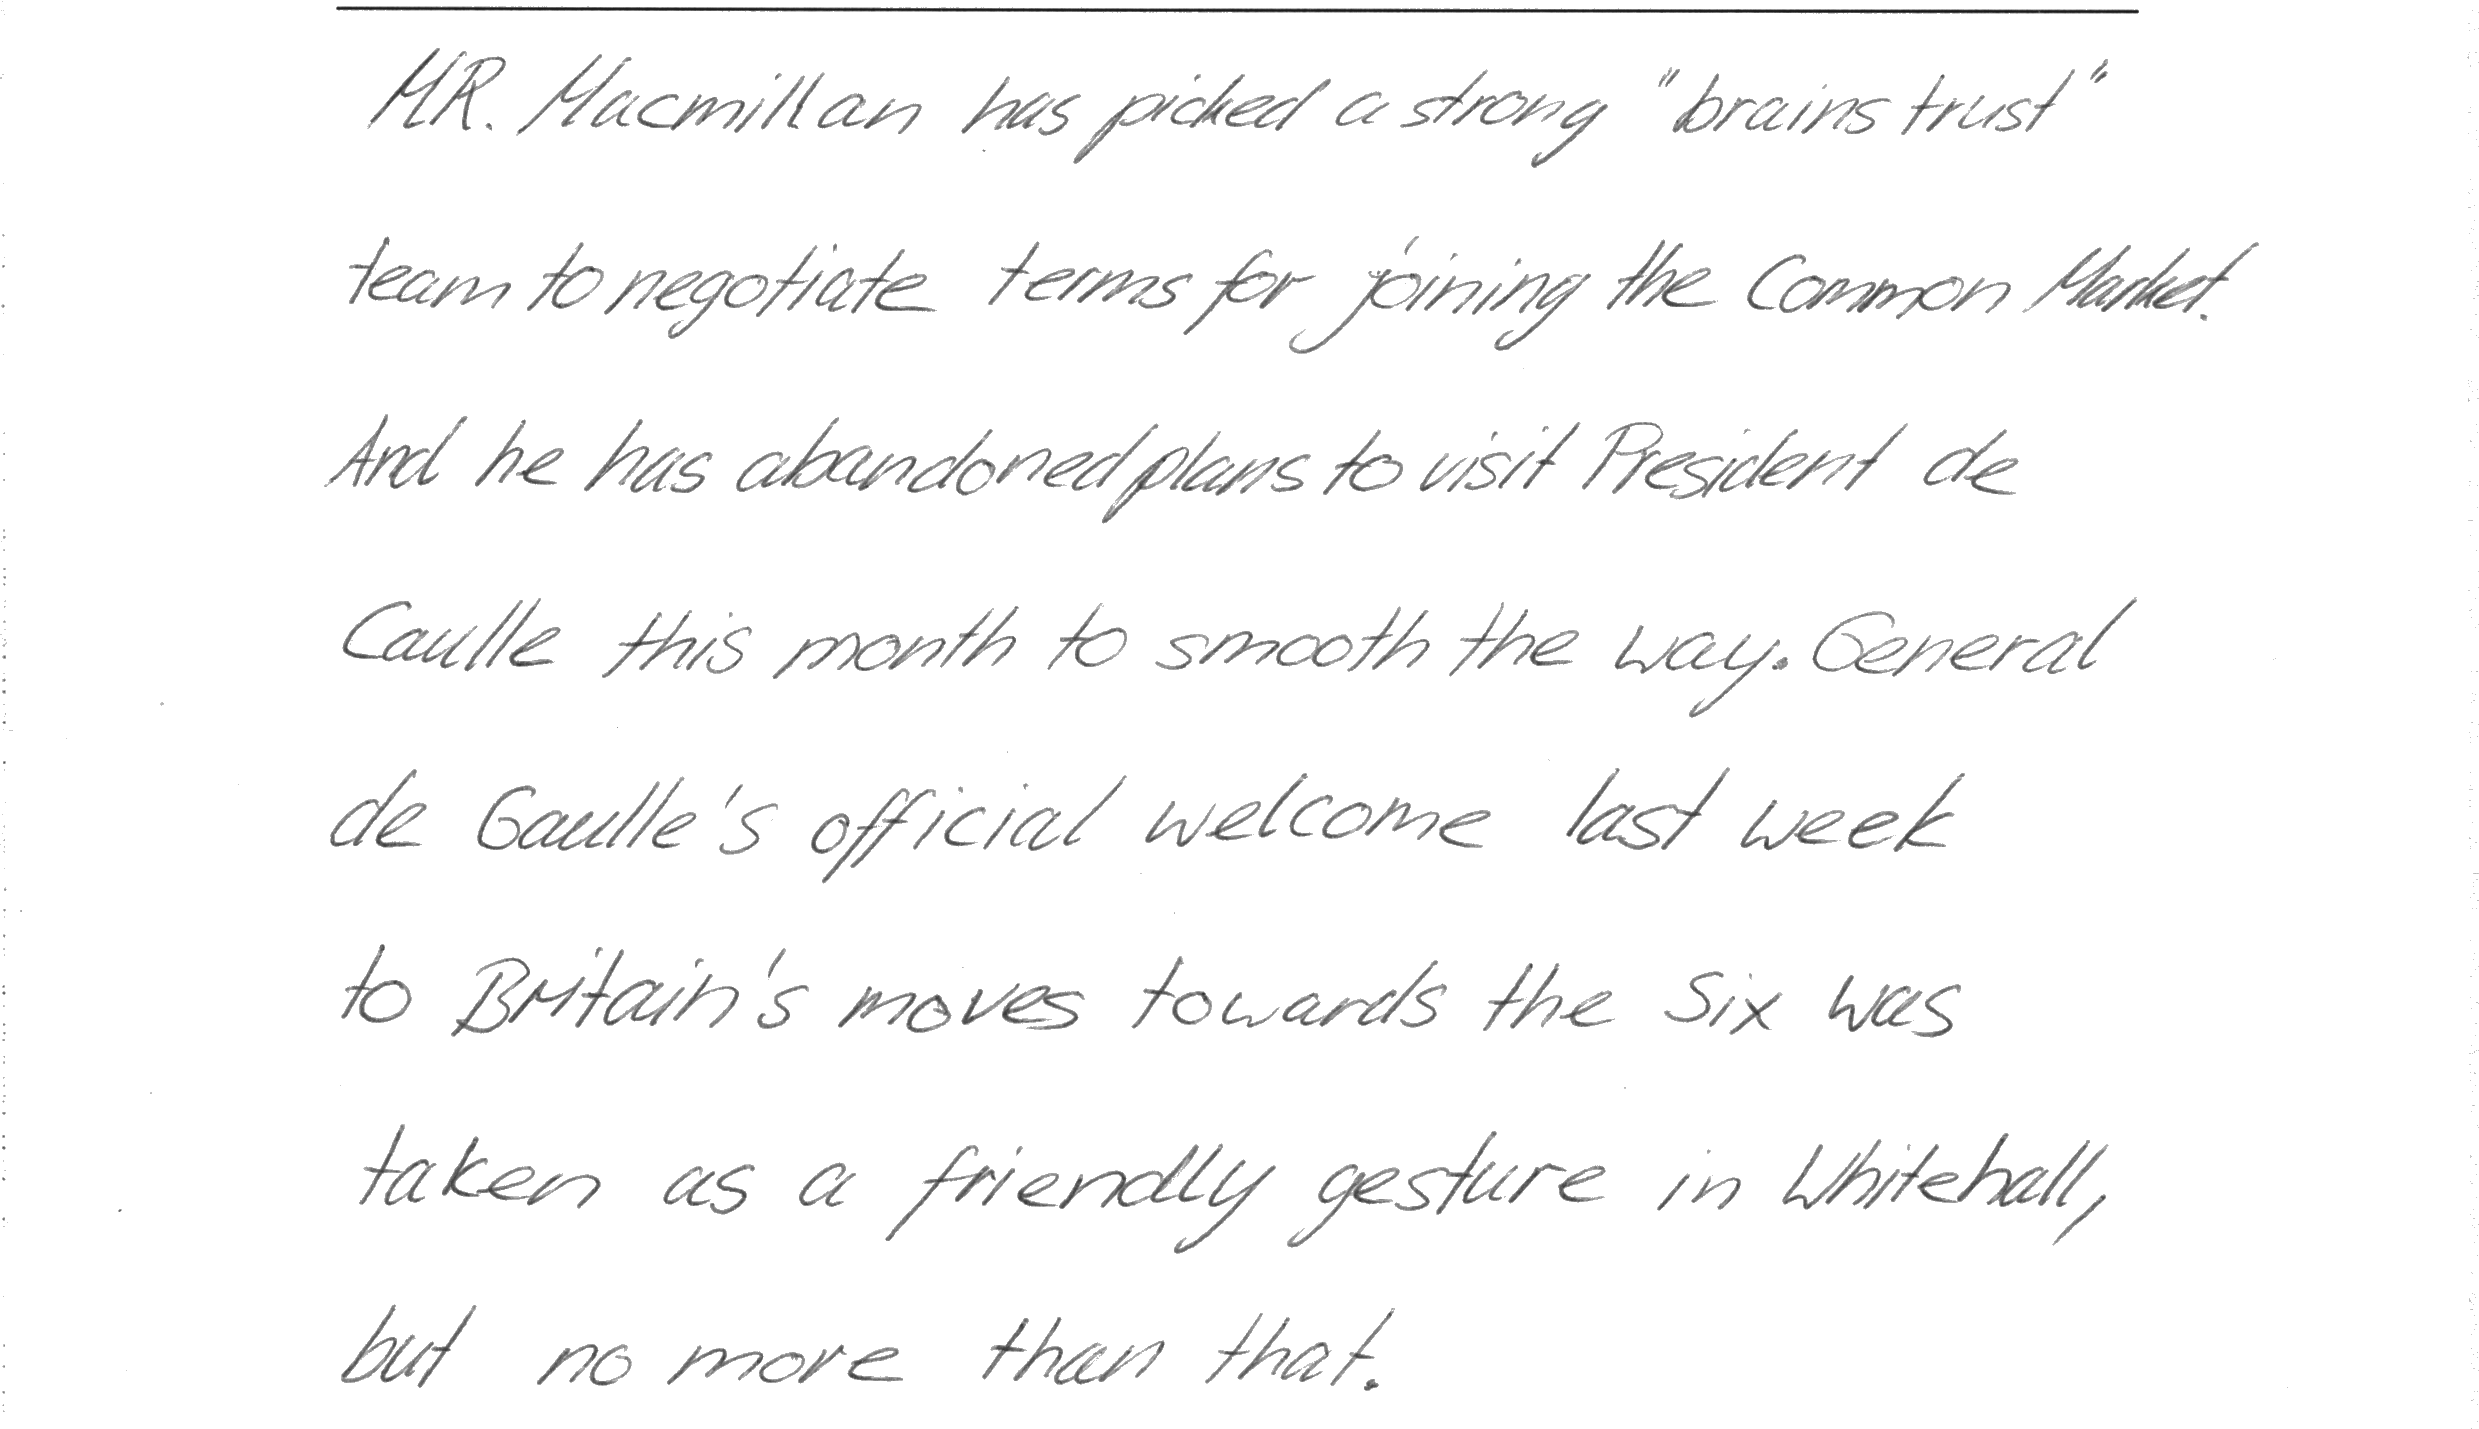 MR. Macmillan has picked a strong "brains trust"
team to negotiate terms for joining the Common Market.
And he has abandoned plans to visit President de
Caulle this month to smooth the way. General
de Gaulle's official welcome last week
to Britain's moves towards the Six was
taken as a friendly gesture in Whitehall,
but no more than that.